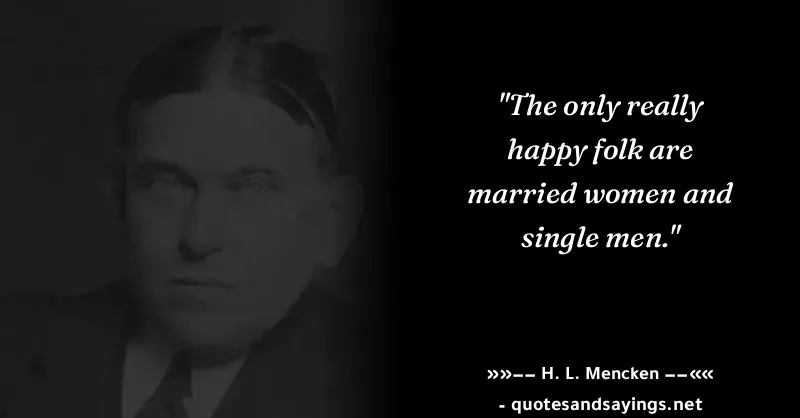 "The only really
happy folk are
married women and
single men."
»»−− H. L. Mencken −−««
- quotesandsayings.net